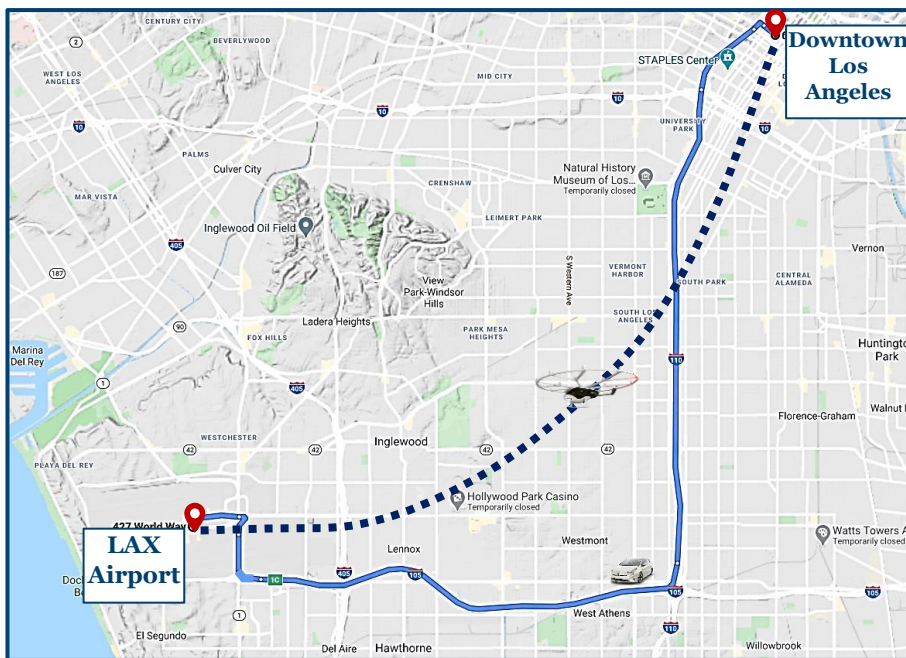 CENTURY CITY
BEVERLYWOOD
2
WEST LOS
ANGELES
10
MID CITY
STAPLES Center
Downtown
Los
Angeles
10
10
UNIVERSITY
PARK
10
PALMS
Culver City
MAR VISTA
CRENSHAW
Natural History
Museum of Los...
Temporarily closed
LEIMERT PARK
Inglewood Oil Field
405
187
View
Park-Windsor
Hills
S Western Ave
VERMONT
HARBOR
SOUTH PARK
CENTRAL
ALAMEDA
Vernon
90
Ladera Heights
FOX HILLS
PARK MESA
HEIGHTS
SOUTH LOS
ANGELES
Marina
Del Rey
1
405
110
Huntington
Park
Florence-Graham
Walnut
WESTCHESTER
42
Inglewood
42
42
42
PLAYA DEL REY
427 World Way
Hollywood Park Casino
Temporarily closed
LAX
Airport
Lennox
Westmont
Watts Towers A
Temporarily closed
1C
405
105
105
105
1
West Athens
110
El Segundo
Del Aire
Hawthorne
Willowbrook